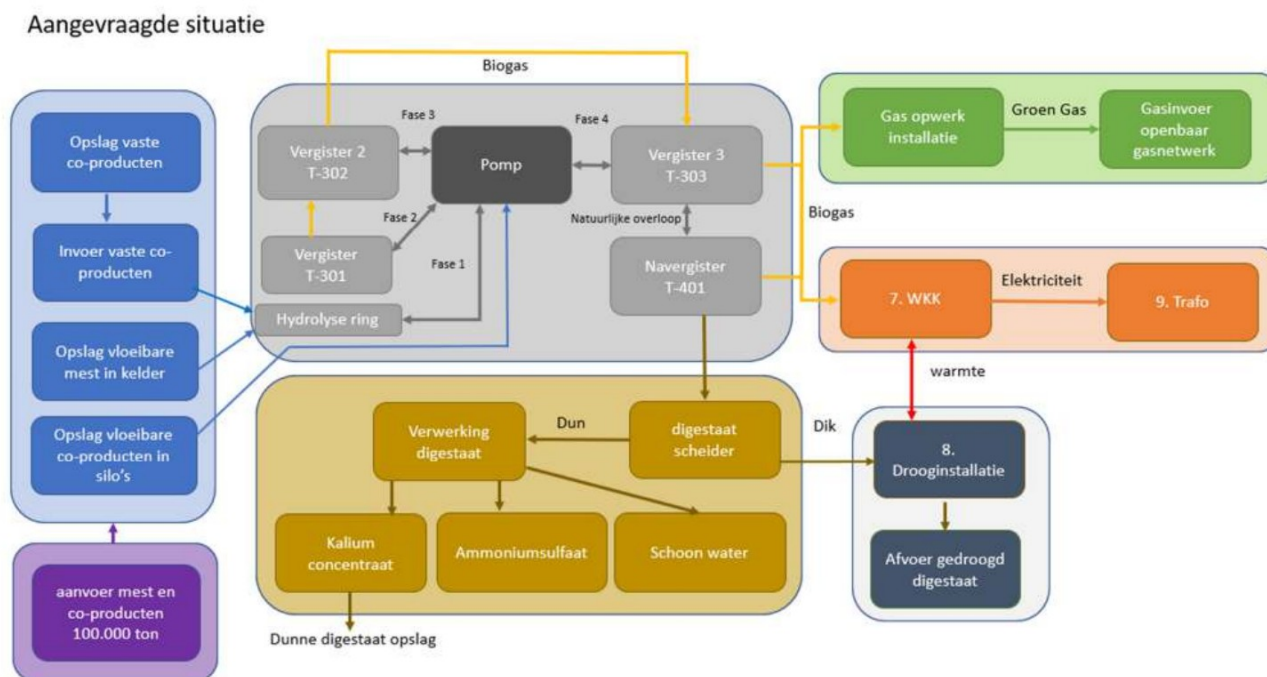 Aangevraagde situatie
Opslag vaste
co-producten
Invoer vaste co-
producten
Opslag vloeibare
mest in kelder
Opslag vloeibare
co-producten in
silo's
aanvoer mest en
co-producten
100.000 ton
Biogas
Fase 3
Fase 4
Vergister 2
T-302
Pomp
Vergister 3
T-303
Fase 2
Natuurlijke overloop
Vergister
T-301
Fase 1
Navergister
T-401
Hydrolyse ring
Biogas
Gas opwerk
installatie
Groen Gas
Gasinvoer
openbaar
gasnetwerk
7. WKK
Elektriciteit
9. Trafo
warmte
Verwerking
digestaat
Dun
digestaat
scheider
Dik
8.
Drooginstallatie
Kalium
concentraat
Ammoniumsulfaat
Schoon water
Afvoer gedroogd
digestaat
Dunne digestaat opslag